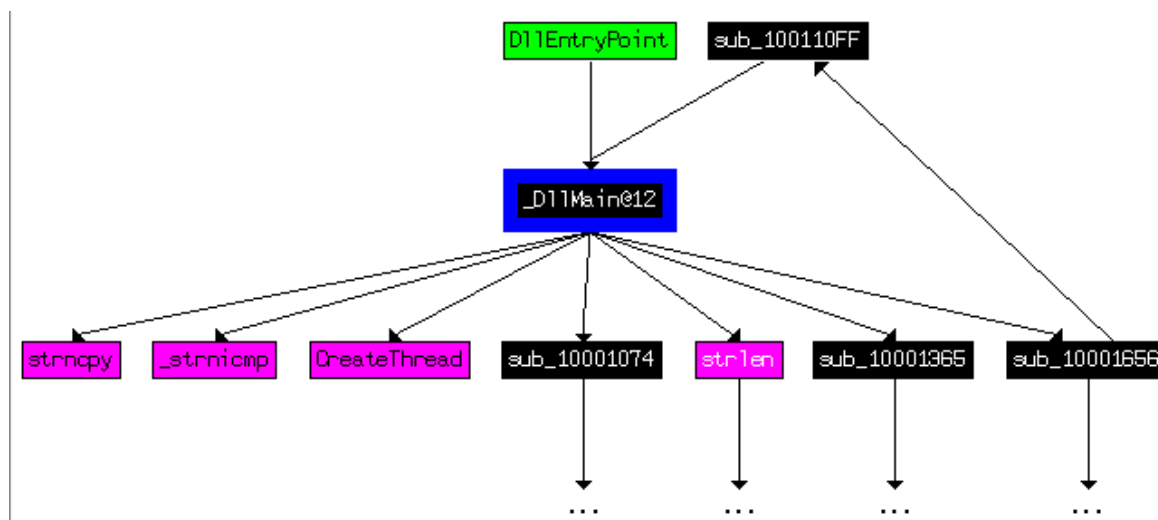 DllEntryPoint
sub_100110FF
_DllMain@12
strncpy
_strnicmp
CreateThread
sub_10001074
strlen
sub_10001365
sub_10001656
...
...
...
...